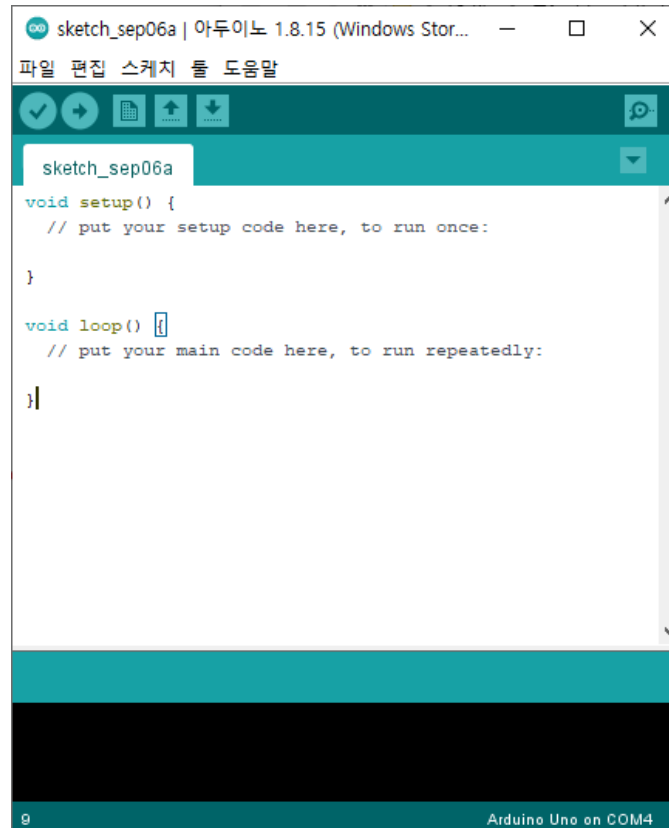 sketch_sep06a | 아두이노 1.8.15 (Windows Stor...
파일 편집 스케치 툴 도움말
sketch_sep06a
void setup() {
  // put your setup code here, to run once:
}
void loop() {
  // put your main code here, to run repeatedly:
}
9 Arduino Uno on COM4